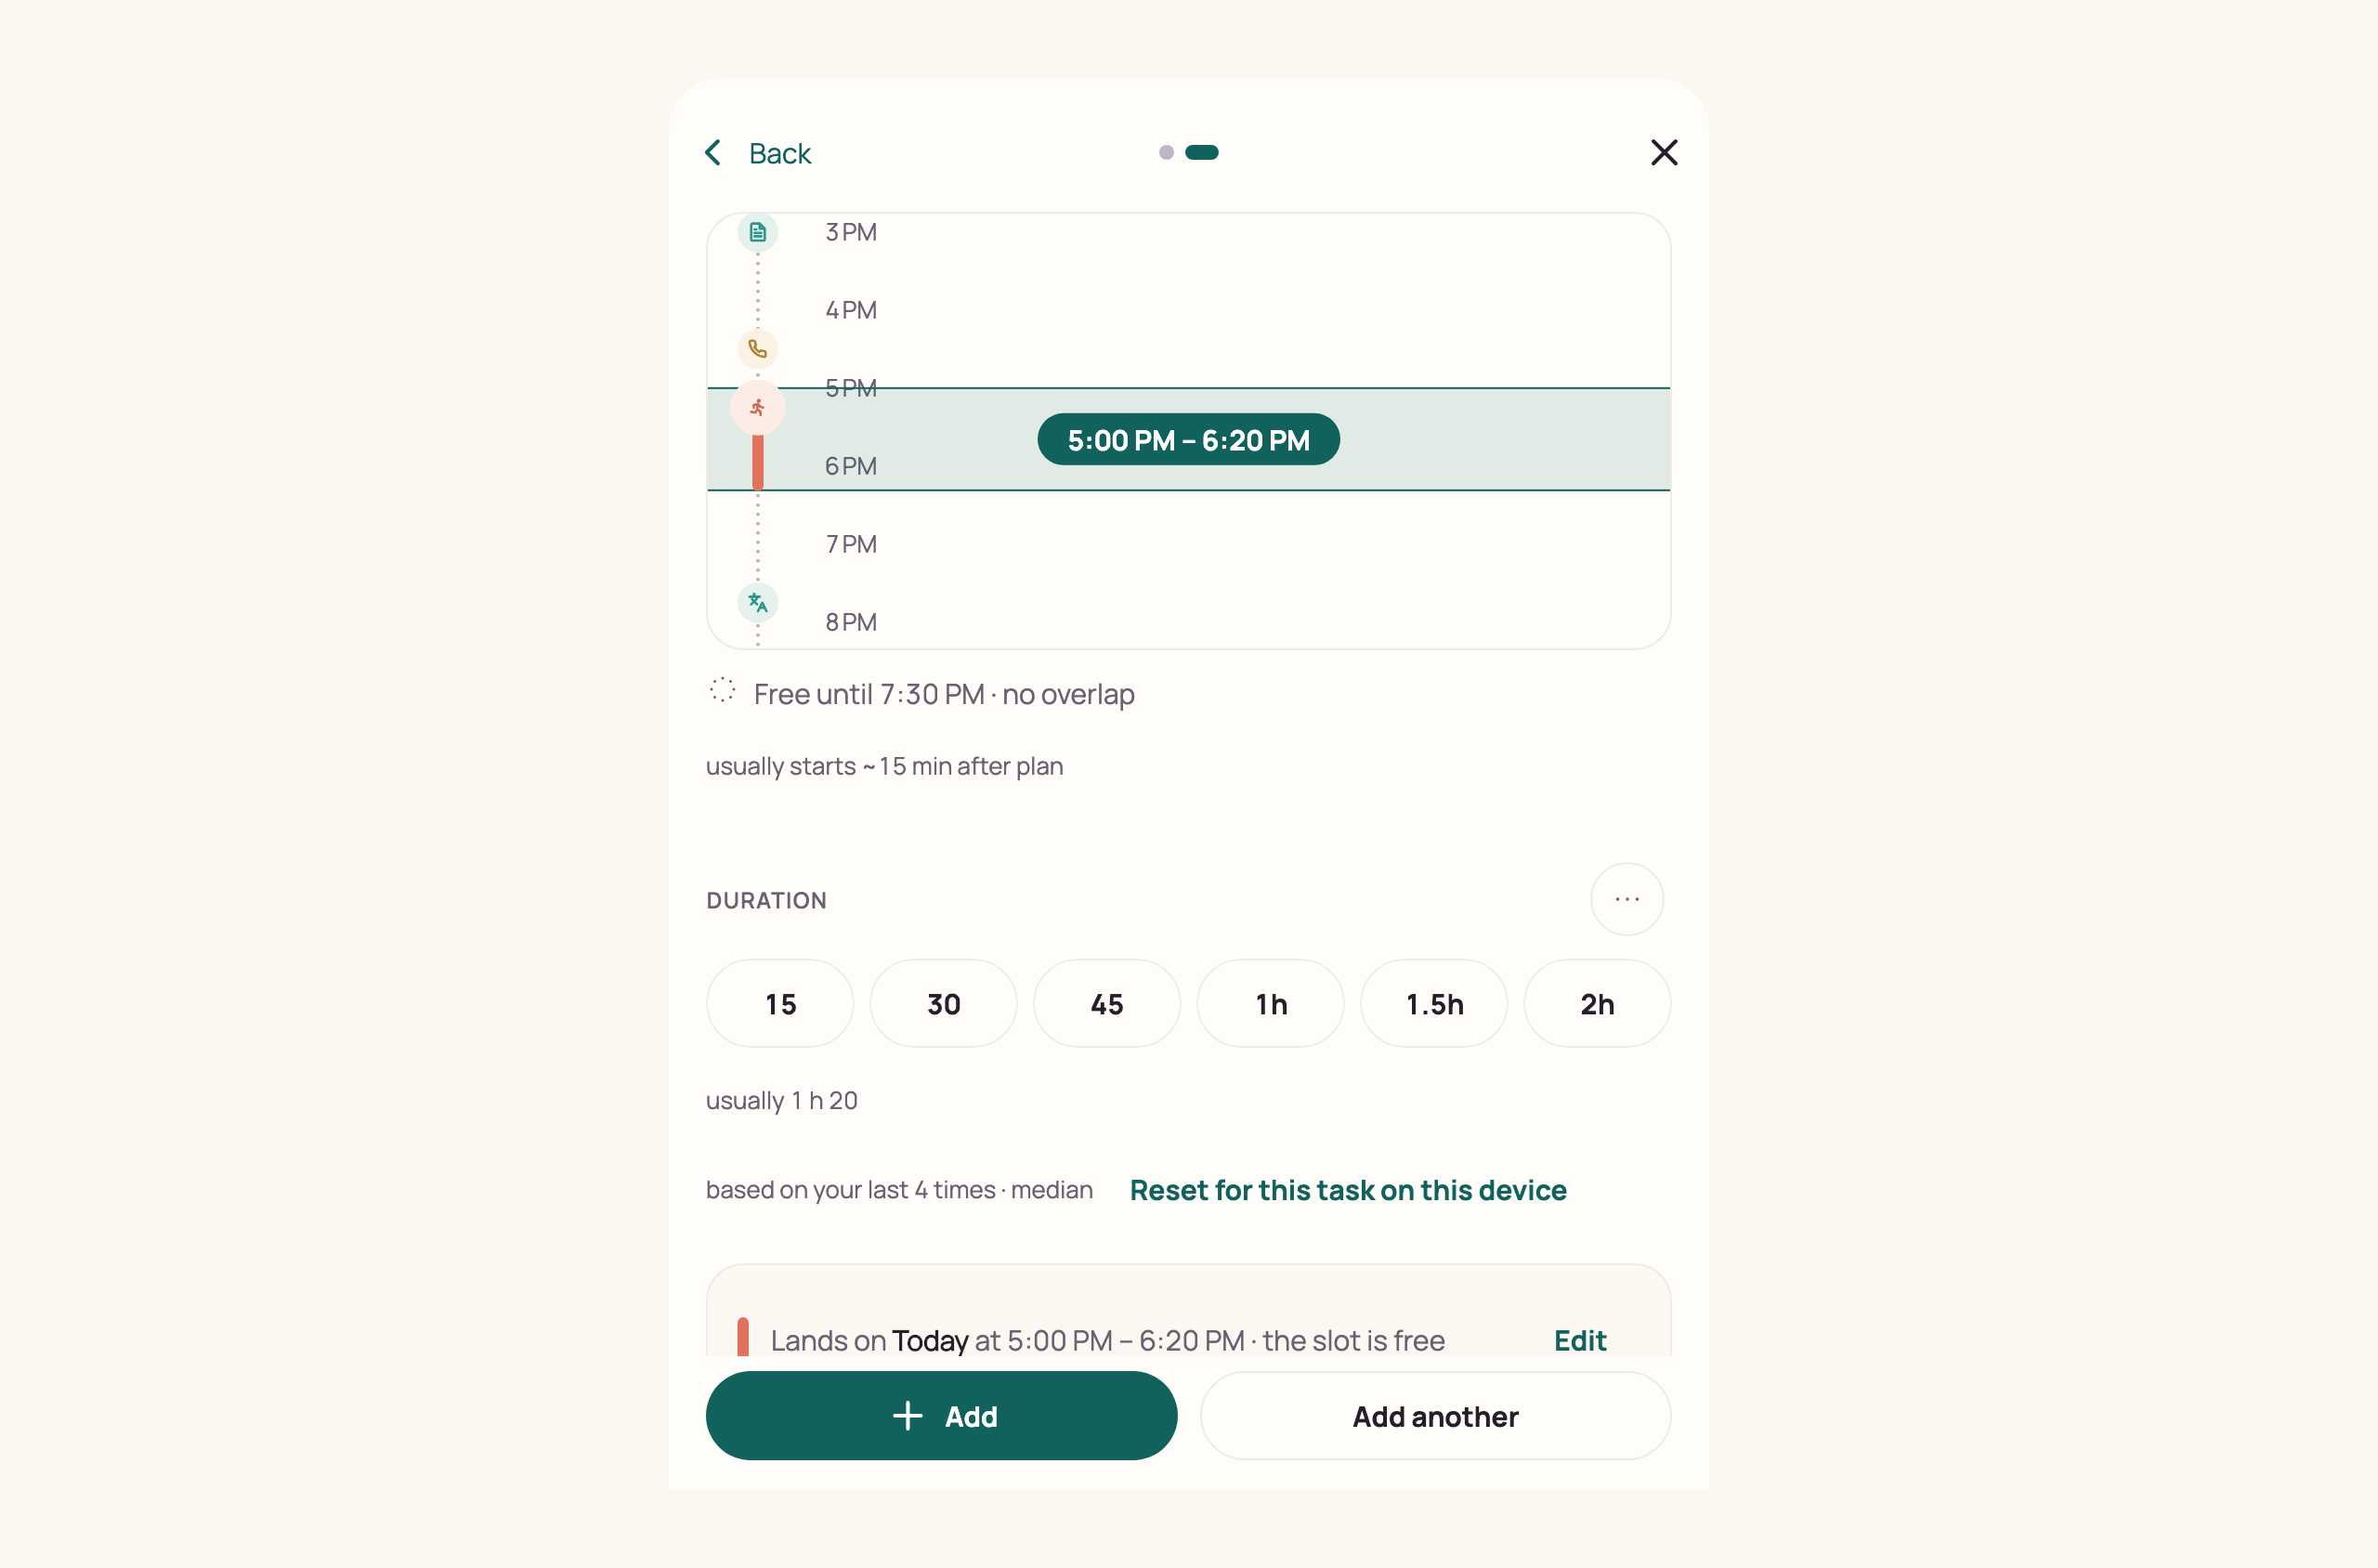 Back
3 PM
4 PM
5 PM
5:00 PM – 6:20 PM
6 PM
7 PM
8 PM
Free until 7:30 PM · no overlap
usually starts ~15 min after plan
DURATION
15 30 45 1h 1.5h 2h
usually 1 h 20
based on your last 4 times · median Reset for this task on this device
Lands on Today at 5:00 PM – 6:20 PM · the slot is free Edit
Add Add another